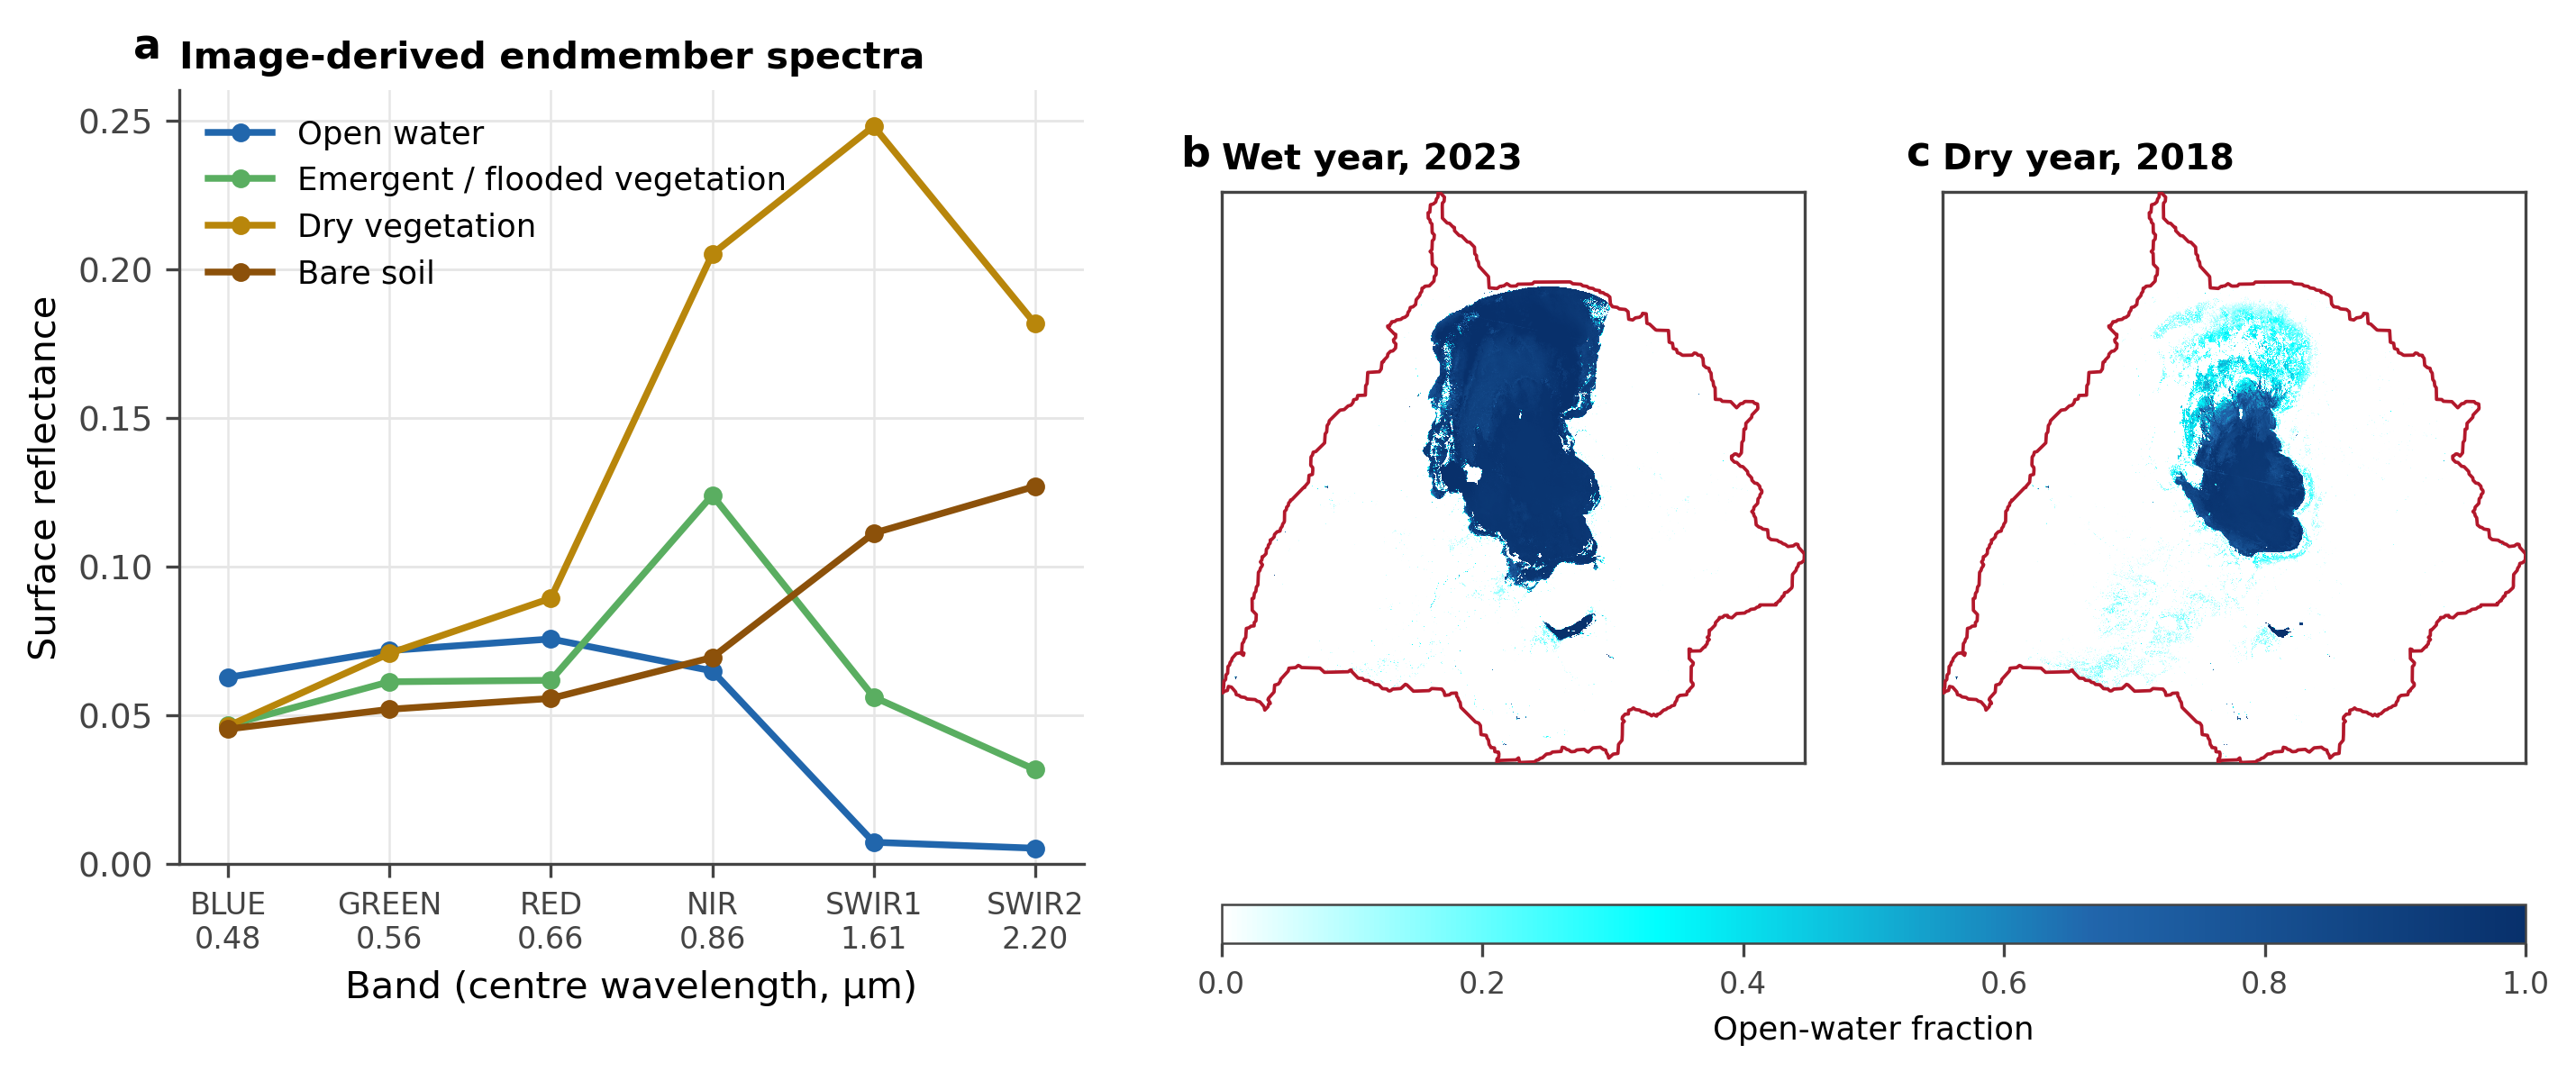 a Image-derived endmember spectra
Open water
Emergent / flooded vegetation
Dry vegetation
Bare soil
Surface reflectance
0.25
0.20
0.15
0.10
0.05
0.00
BLUE GREEN RED NIR SWIR1 SWIR2
0.48 0.56 0.66 0.86 1.61 2.20
Band (centre wavelength, µm)
b Wet year, 2023
c Dry year, 2018
0.0 0.2 0.4 0.6 0.8 1.0
Open-water fraction